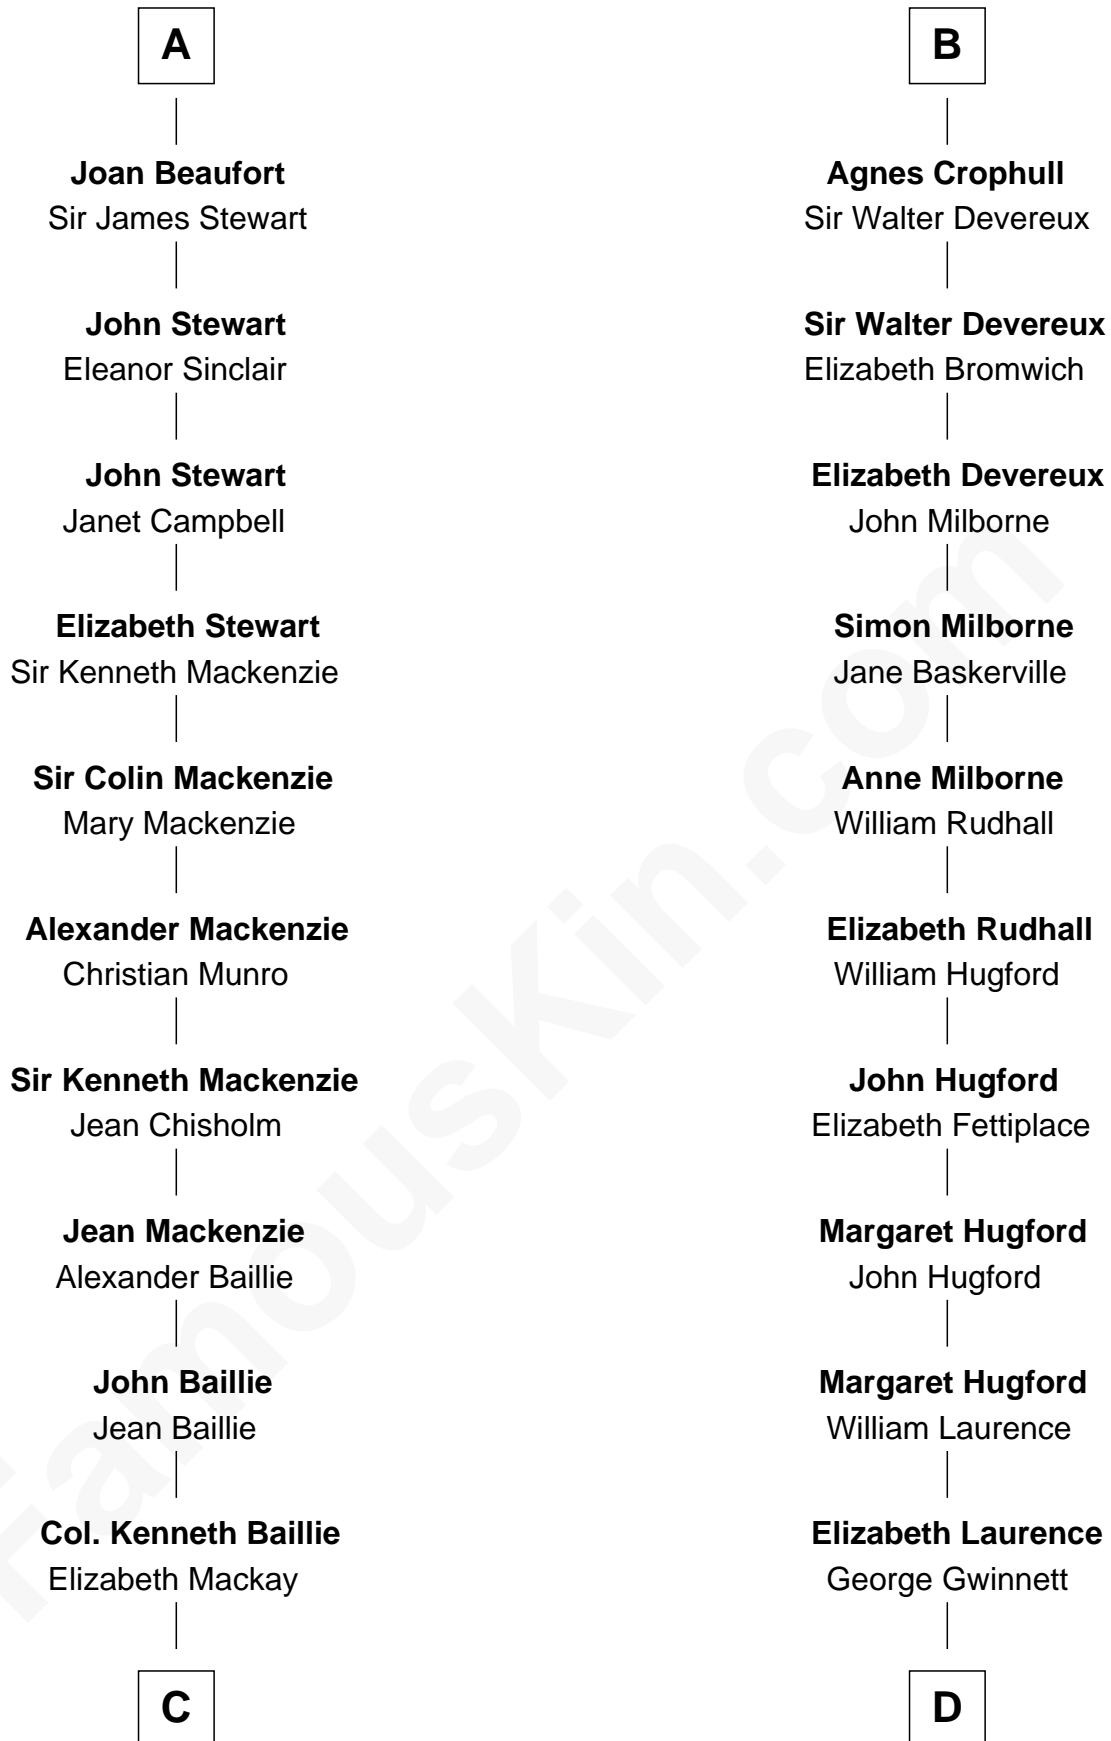 A
Joan Beaufort
Sir James Stewart
John Stewart
Eleanor Sinclair
John Stewart
Janet Campbell
Elizabeth Stewart
Sir Kenneth Mackenzie
Sir Colin Mackenzie
Mary Mackenzie
Alexander Mackenzie
Christian Munro
Sir Kenneth Mackenzie
Jean Chisholm
Jean Mackenzie
Alexander Baillie
John Baillie
Jean Baillie
Col. Kenneth Baillie
Elizabeth Mackay
C
B
Agnes Crophull
Sir Walter Devereux
Sir Walter Devereux
Elizabeth Bromwich
Elizabeth Devereux
John Milborne
Simon Milborne
Jane Baskerville
Anne Milborne
William Rudhall
Elizabeth Rudhall
William Hugford
John Hugford
Elizabeth Fettiplace
Margaret Hugford
John Hugford
Margaret Hugford
William Laurence
Elizabeth Laurence
George Gwinnett
D
FamousKin.com